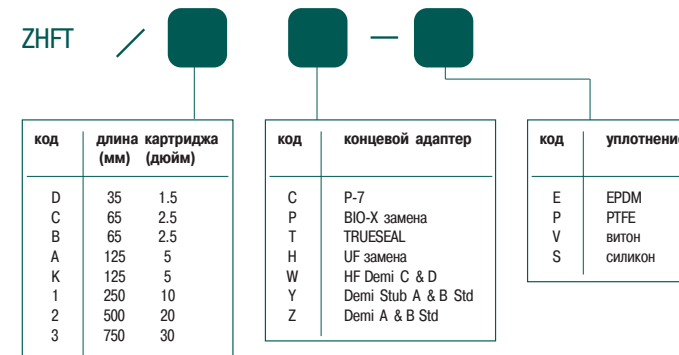 ZHFT / —
код длина картриджа
(мм) (дюйм)
D 35 1.5
C 65 2.5
B 65 2.5
A 125 5
K 125 5
1 250 10
2 500 20
3 750 30
код концевой адаптер
C P-7
P BIO-X замена
T TRUESEAL
H UF замена
W HF Demi C & D
Y Demi Stub A & B Std
Z Demi A & B Std
код уплотнение
E EPDM
P PTFE
V витон
S силикон